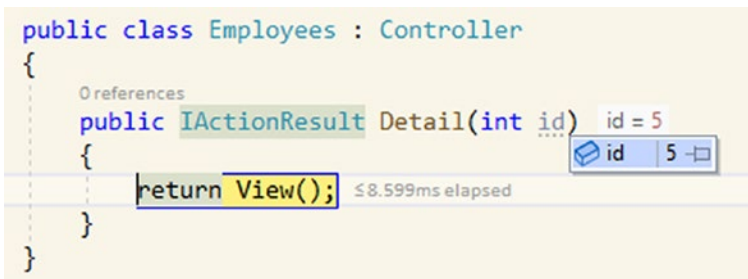 public class Employees : Controller
{
0 references
public IActionResult Detail(int id) id = 5
{
id 5
return View(); ≤8.599ms elapsed
}
}